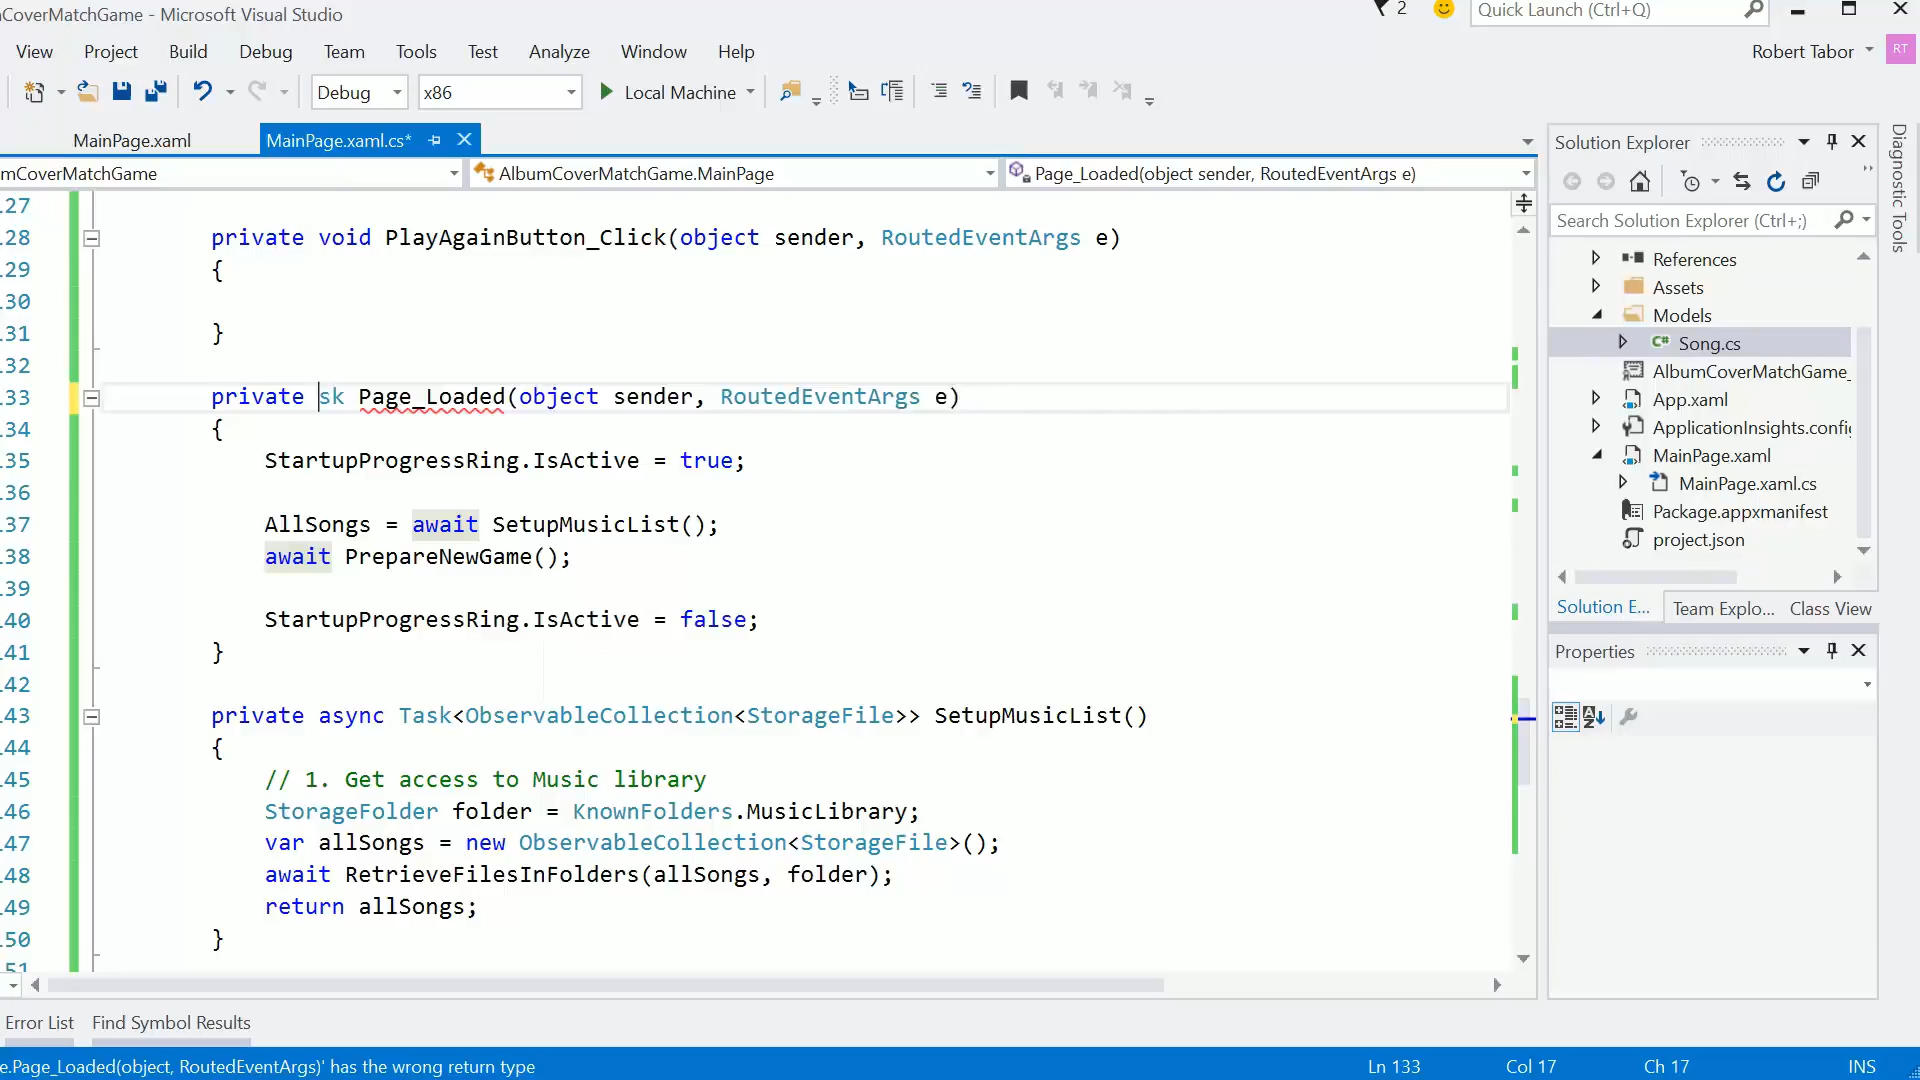 CoverMatchGame - Microsoft Visual Studio
2
Quick Launch (Ctrl+Q)
View Project Build Debug Team Tools Test Analyze Window Help
Robert Tabor RT
Debug x86 Local Machine
MainPage.xaml MainPage.xaml.cs*
mCoverMatchGame AlbumCoverMatchGame.MainPage Page_Loaded(object sender, RoutedEventArgs e)
27
28 private void PlayAgainButton_Click(object sender, RoutedEventArgs e)
29 {
30
31 }
32
33 private sk Page_Loaded(object sender, RoutedEventArgs e)
34 {
35 StartupProgressRing.IsActive = true;
36
37 AllSongs = await SetupMusicList();
38 await PrepareNewGame();
39
40 StartupProgressRing.IsActive = false;
41 }
42
43 private async Task<ObservableCollection<StorageFile>> SetupMusicList()
44 {
45 // 1. Get access to Music library
46 StorageFolder folder = KnownFolders.MusicLibrary;
47 var allSongs = new ObservableCollection<StorageFile>();
48 await RetrieveFilesInFolders(allSongs, folder);
49 return allSongs;
50 }
51
Solution Explorer
Search Solution Explorer (Ctrl+;)
References
Assets
Models
C# Song.cs
AlbumCoverMatchGame_
App.xaml
ApplicationInsights.config
MainPage.xaml
MainPage.xaml.cs
Package.appxmanifest
project.json
Solution E... Team Explo... Class View
Properties
Diagnostic Tools
Error List Find Symbol Results
e.Page_Loaded(object, RoutedEventArgs)' has the wrong return type
Ln 133 Col 17 Ch 17 INS